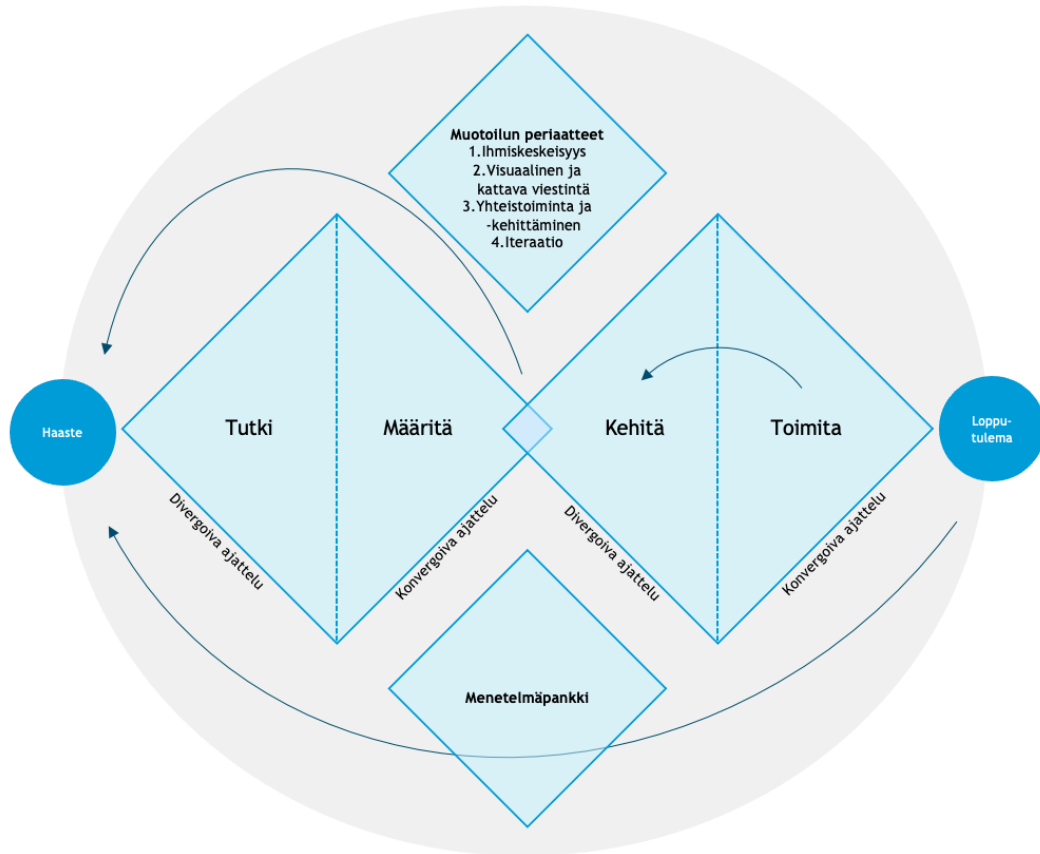 Muotoilun periaatteet
1.Ihmiskeskeisyys
2.Visuaalinen ja
kattava viestintä
3.Yhteistoiminta ja
-kehittäminen
4.Iteraatio
Haaste
Tutki
Määritä
Kehitä
Toimita
Loppu-
tulema
Divergoiva ajattelu
Konvergoiva ajattelu
Divergoiva ajattelu
Konvergoiva ajattelu
Menetelmäpankki